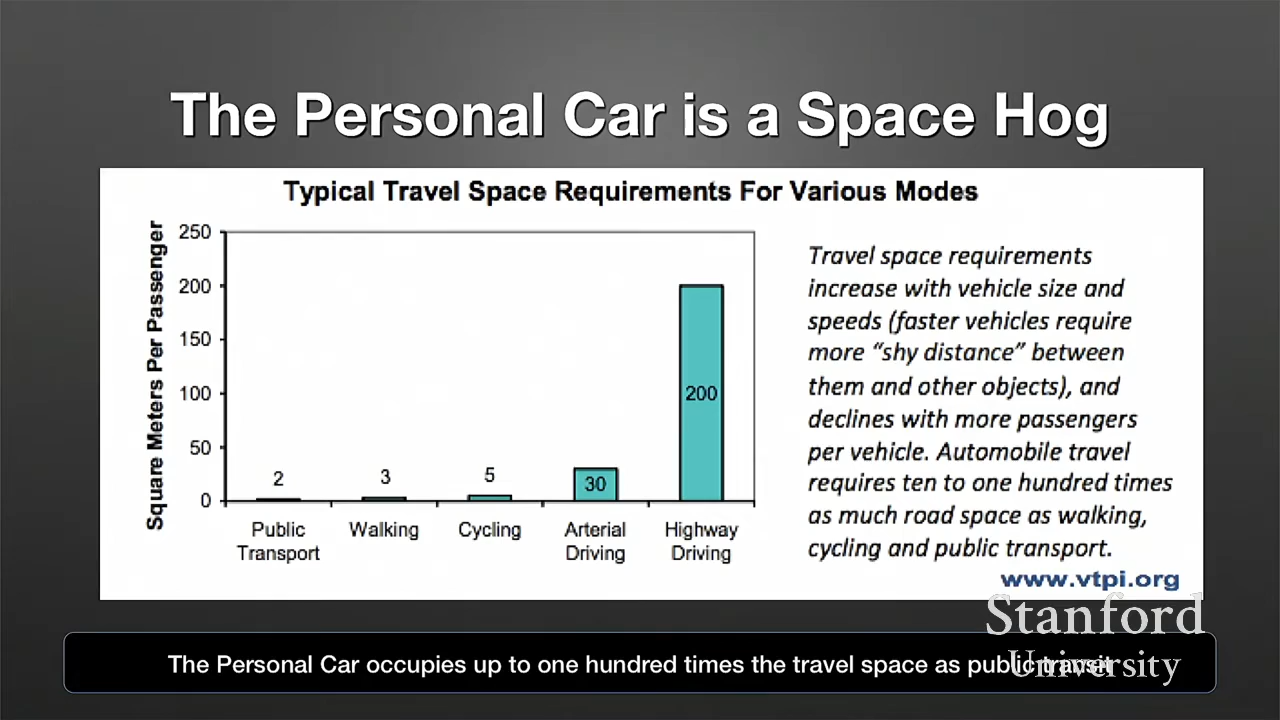 The Personal Car is a Space Hog
Typical Travel Space Requirements For Various Modes
Square Meters Per Passenger
250
200
150
100
50
0
2
3
5
30
200
Public Transport
Walking
Cycling
Arterial Driving
Highway Driving
Travel space requirements
increase with vehicle size and
speeds (faster vehicles require
more “shy distance” between
them and other objects), and
declines with more passengers
per vehicle. Automobile travel
requires ten to one hundred times
as much road space as walking,
cycling and public transport.
www.vtpi.org
The Personal Car occupies up to one hundred times the travel space as public transit
Stanford
University